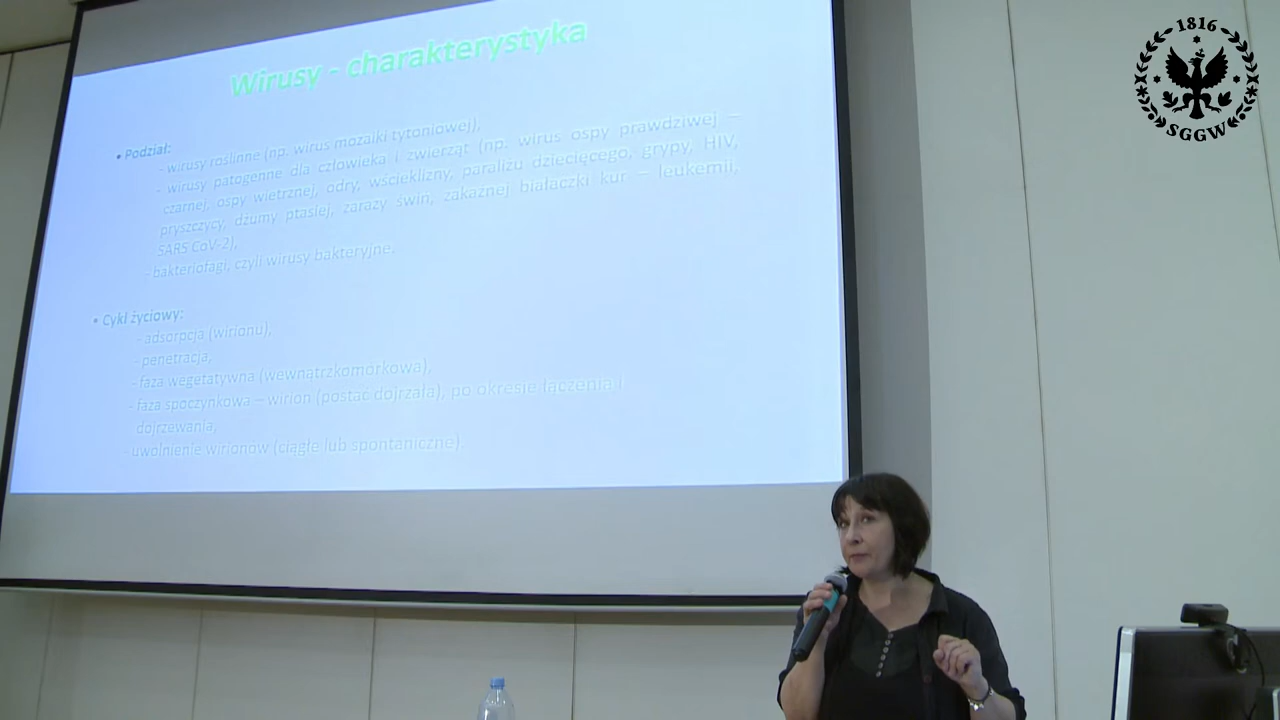 1816
SGGW
Wirusy - charakterystyka
• Podział:
- wirusy roślinne (np. wirus mozaiki tytoniowej),
- wirusy patogenne dla człowieka i zwierząt (np. wirus ospy prawdziwej –
czarnej, ospy wietrznej, odry, wścieklizny, paraliżu dziecięcego, grypy, HIV,
pryszczycy, dżumy ptasiej, zarazy świń, zakaźnej białaczki kur – leukemii,
SARS CoV-2),
- bakteriofagi, czyli wirusy bakteryjne.
• Cykl życiowy:
- adsorpcja (wirionu),
- penetracja,
- faza wegetatywna (wewnątrzkomórkowa),
- faza spoczynkowa – wirion (postać dojrzała), po okresie łączenia i
dojrzewania,
- uwolnienie wirionów (ciągłe lub spontaniczne).